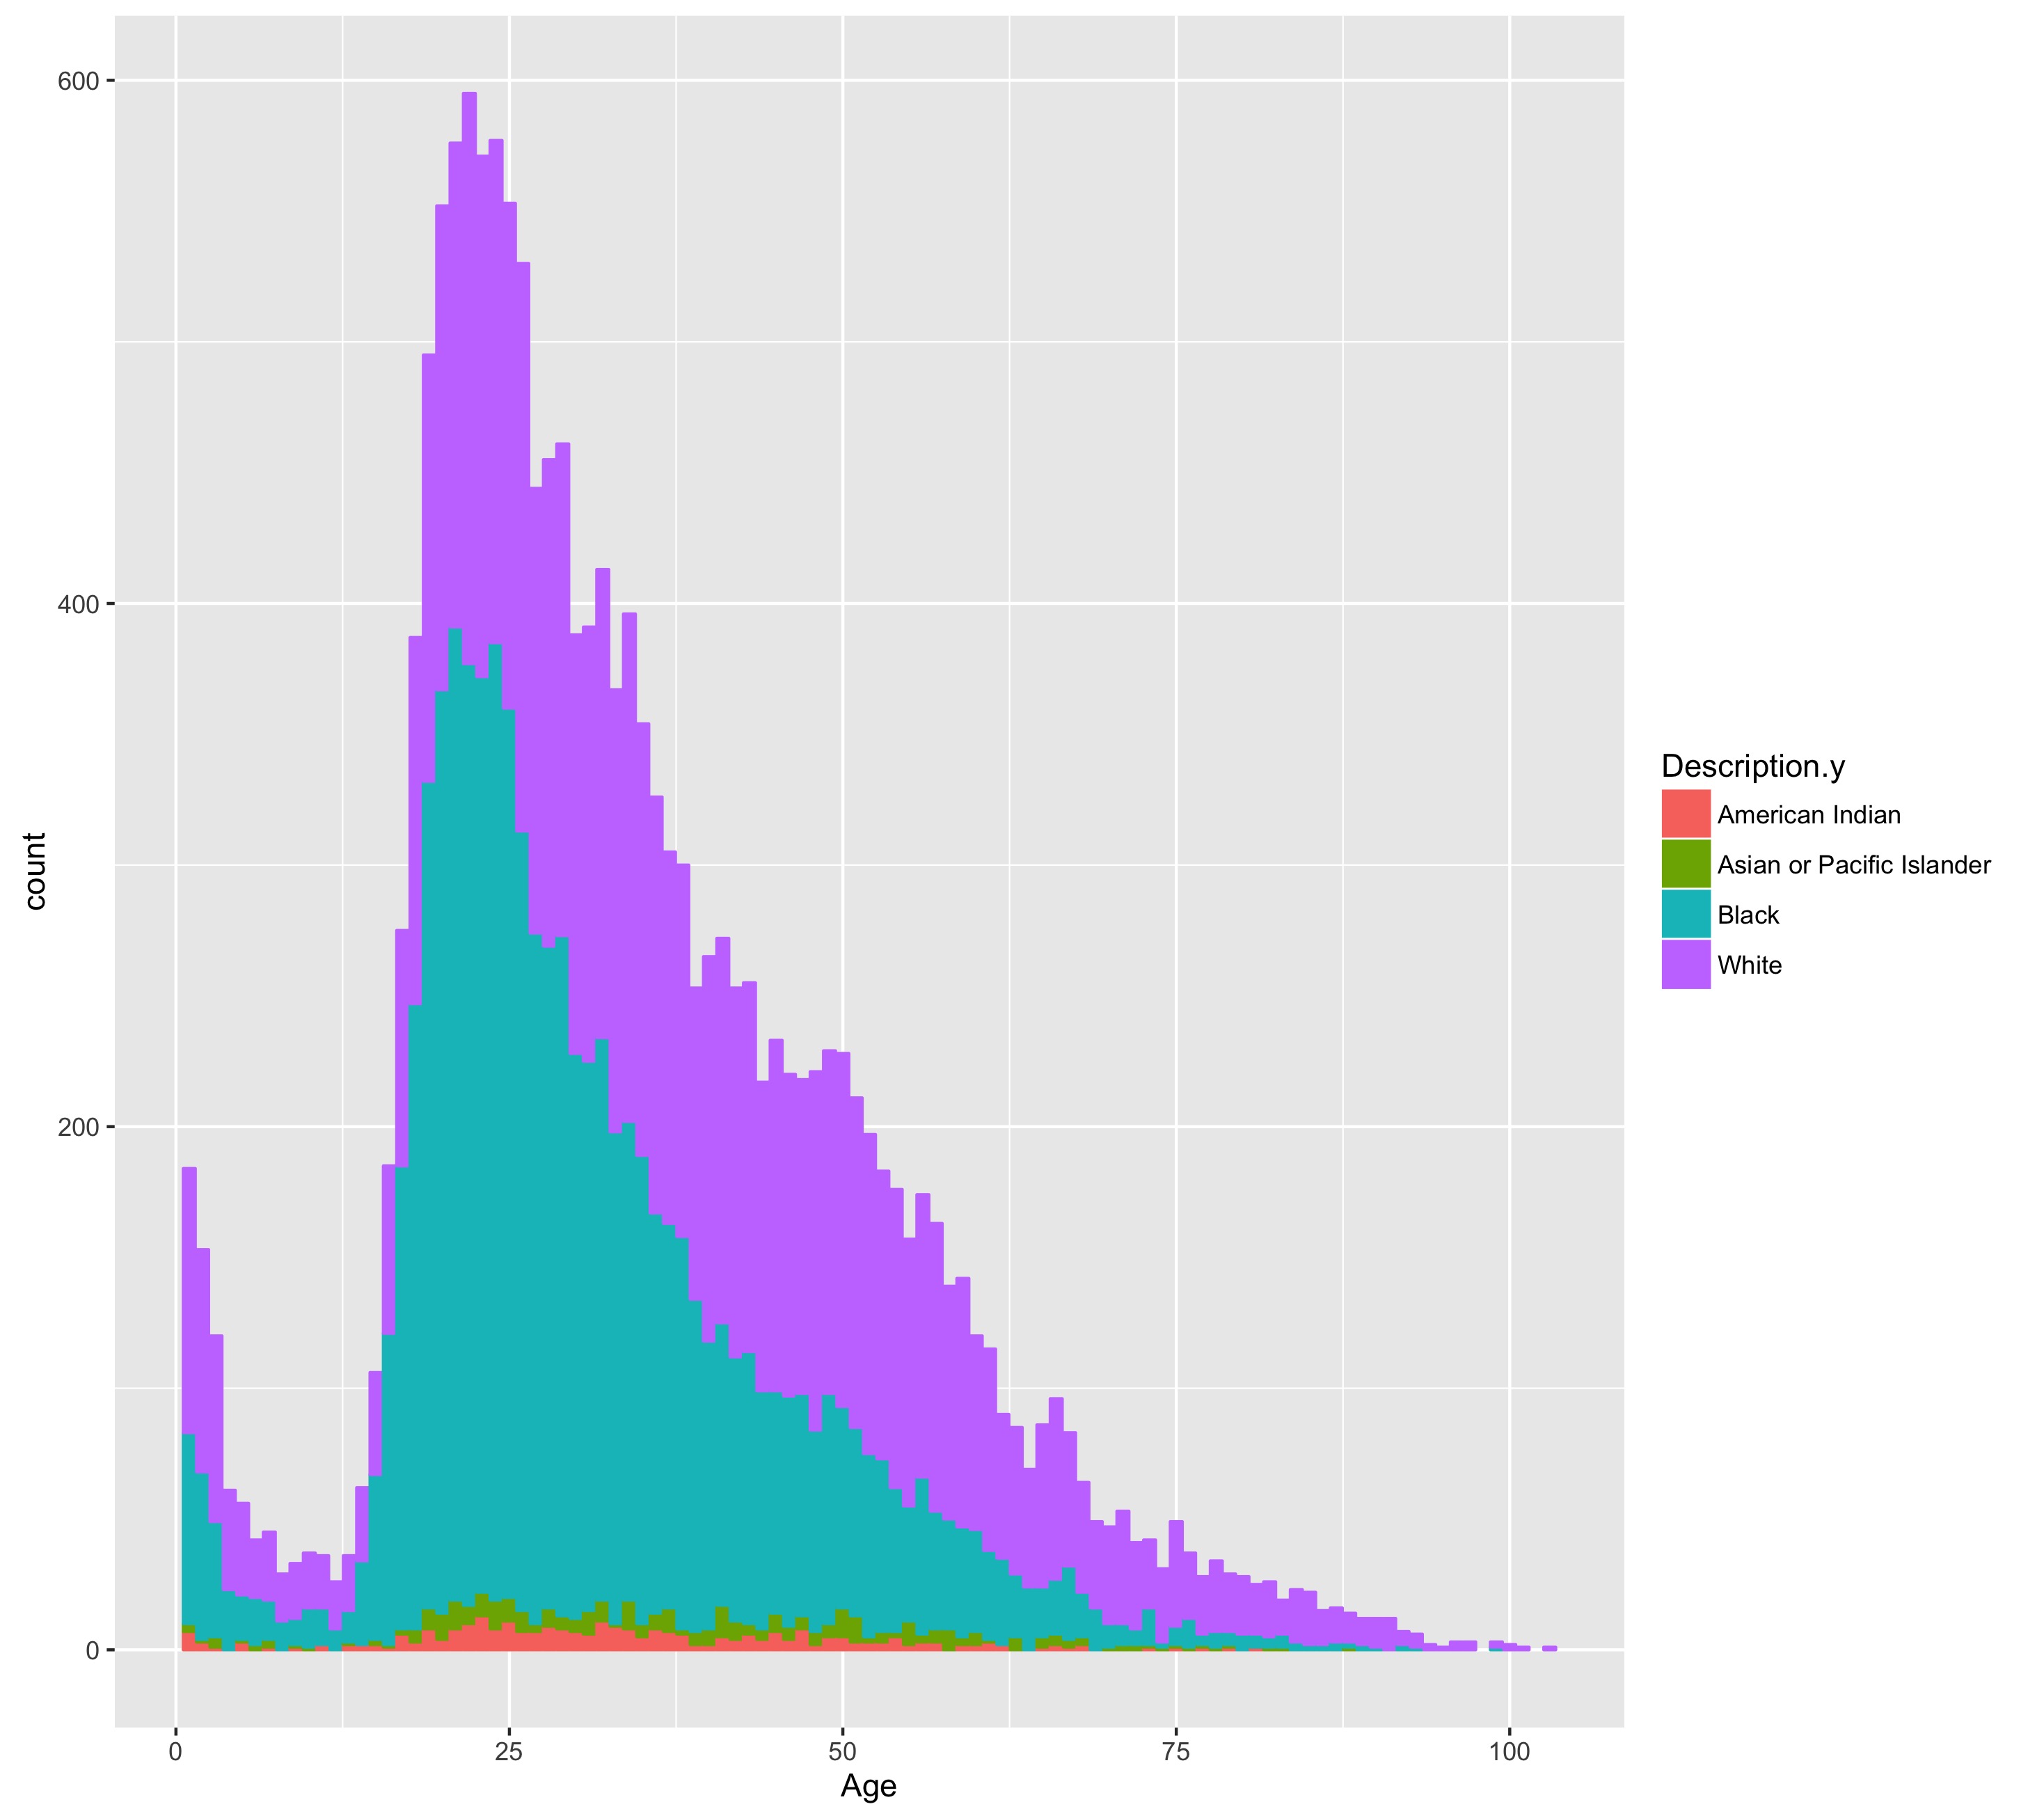 600
400
200
0
count
0 25 50 75 100
Age
Description.y
American Indian
Asian or Pacific Islander
Black
White